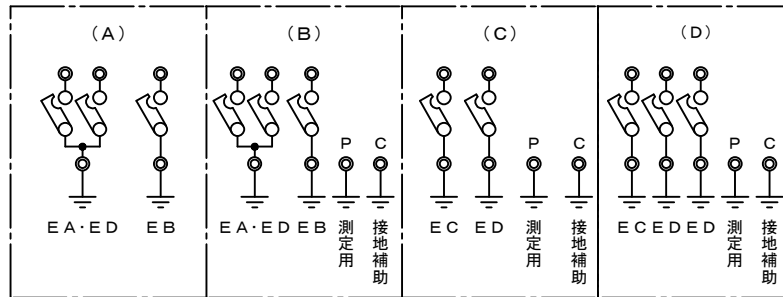 (A)
EA・ED EB
(B)
P C
EA・ED EB 測定用 接地補助
(C)
P C
EC ED 測定用 接地補助
(D)
P C
EC ED ED 測定用 接地補助